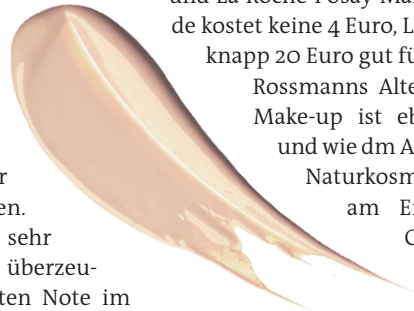 und La Roche-Posay
de kostet keine 4 Euro, L
knapp 20 Euro gut fü
Rossmanns Alte
Make-up ist eb
und wie dm A
Naturkosm
am
r
en.
sehr
überzeu-
ten Note im